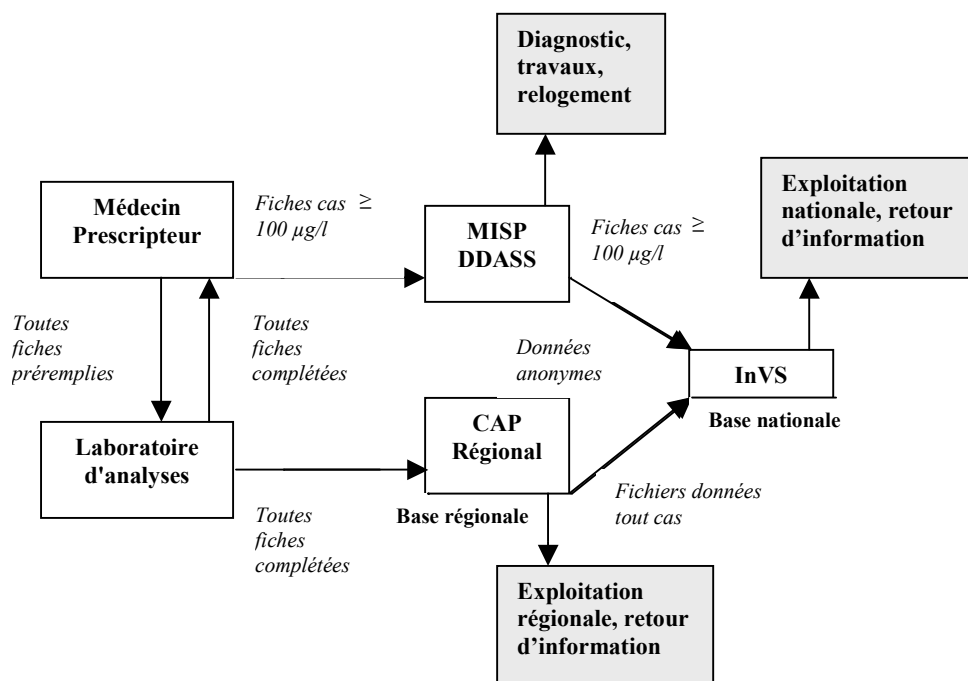 Diagnostic,
travaux,
relogement
Exploitation
nationale, retour
d'information
Médecin
Prescripteur
Fiches cas ≥
100 µg/l
MISP
DDASS
Fiches cas ≥
100 µg/l
Toutes
fiches
préremplies
Toutes
fiches
complétées
Données
anonymes
InVS
Base nationale
Laboratoire
d'analyses
CAP
Régional
Base régionale
Fichiers données
tout cas
Toutes
fiches
complétées
Exploitation
régionale, retour
d'information